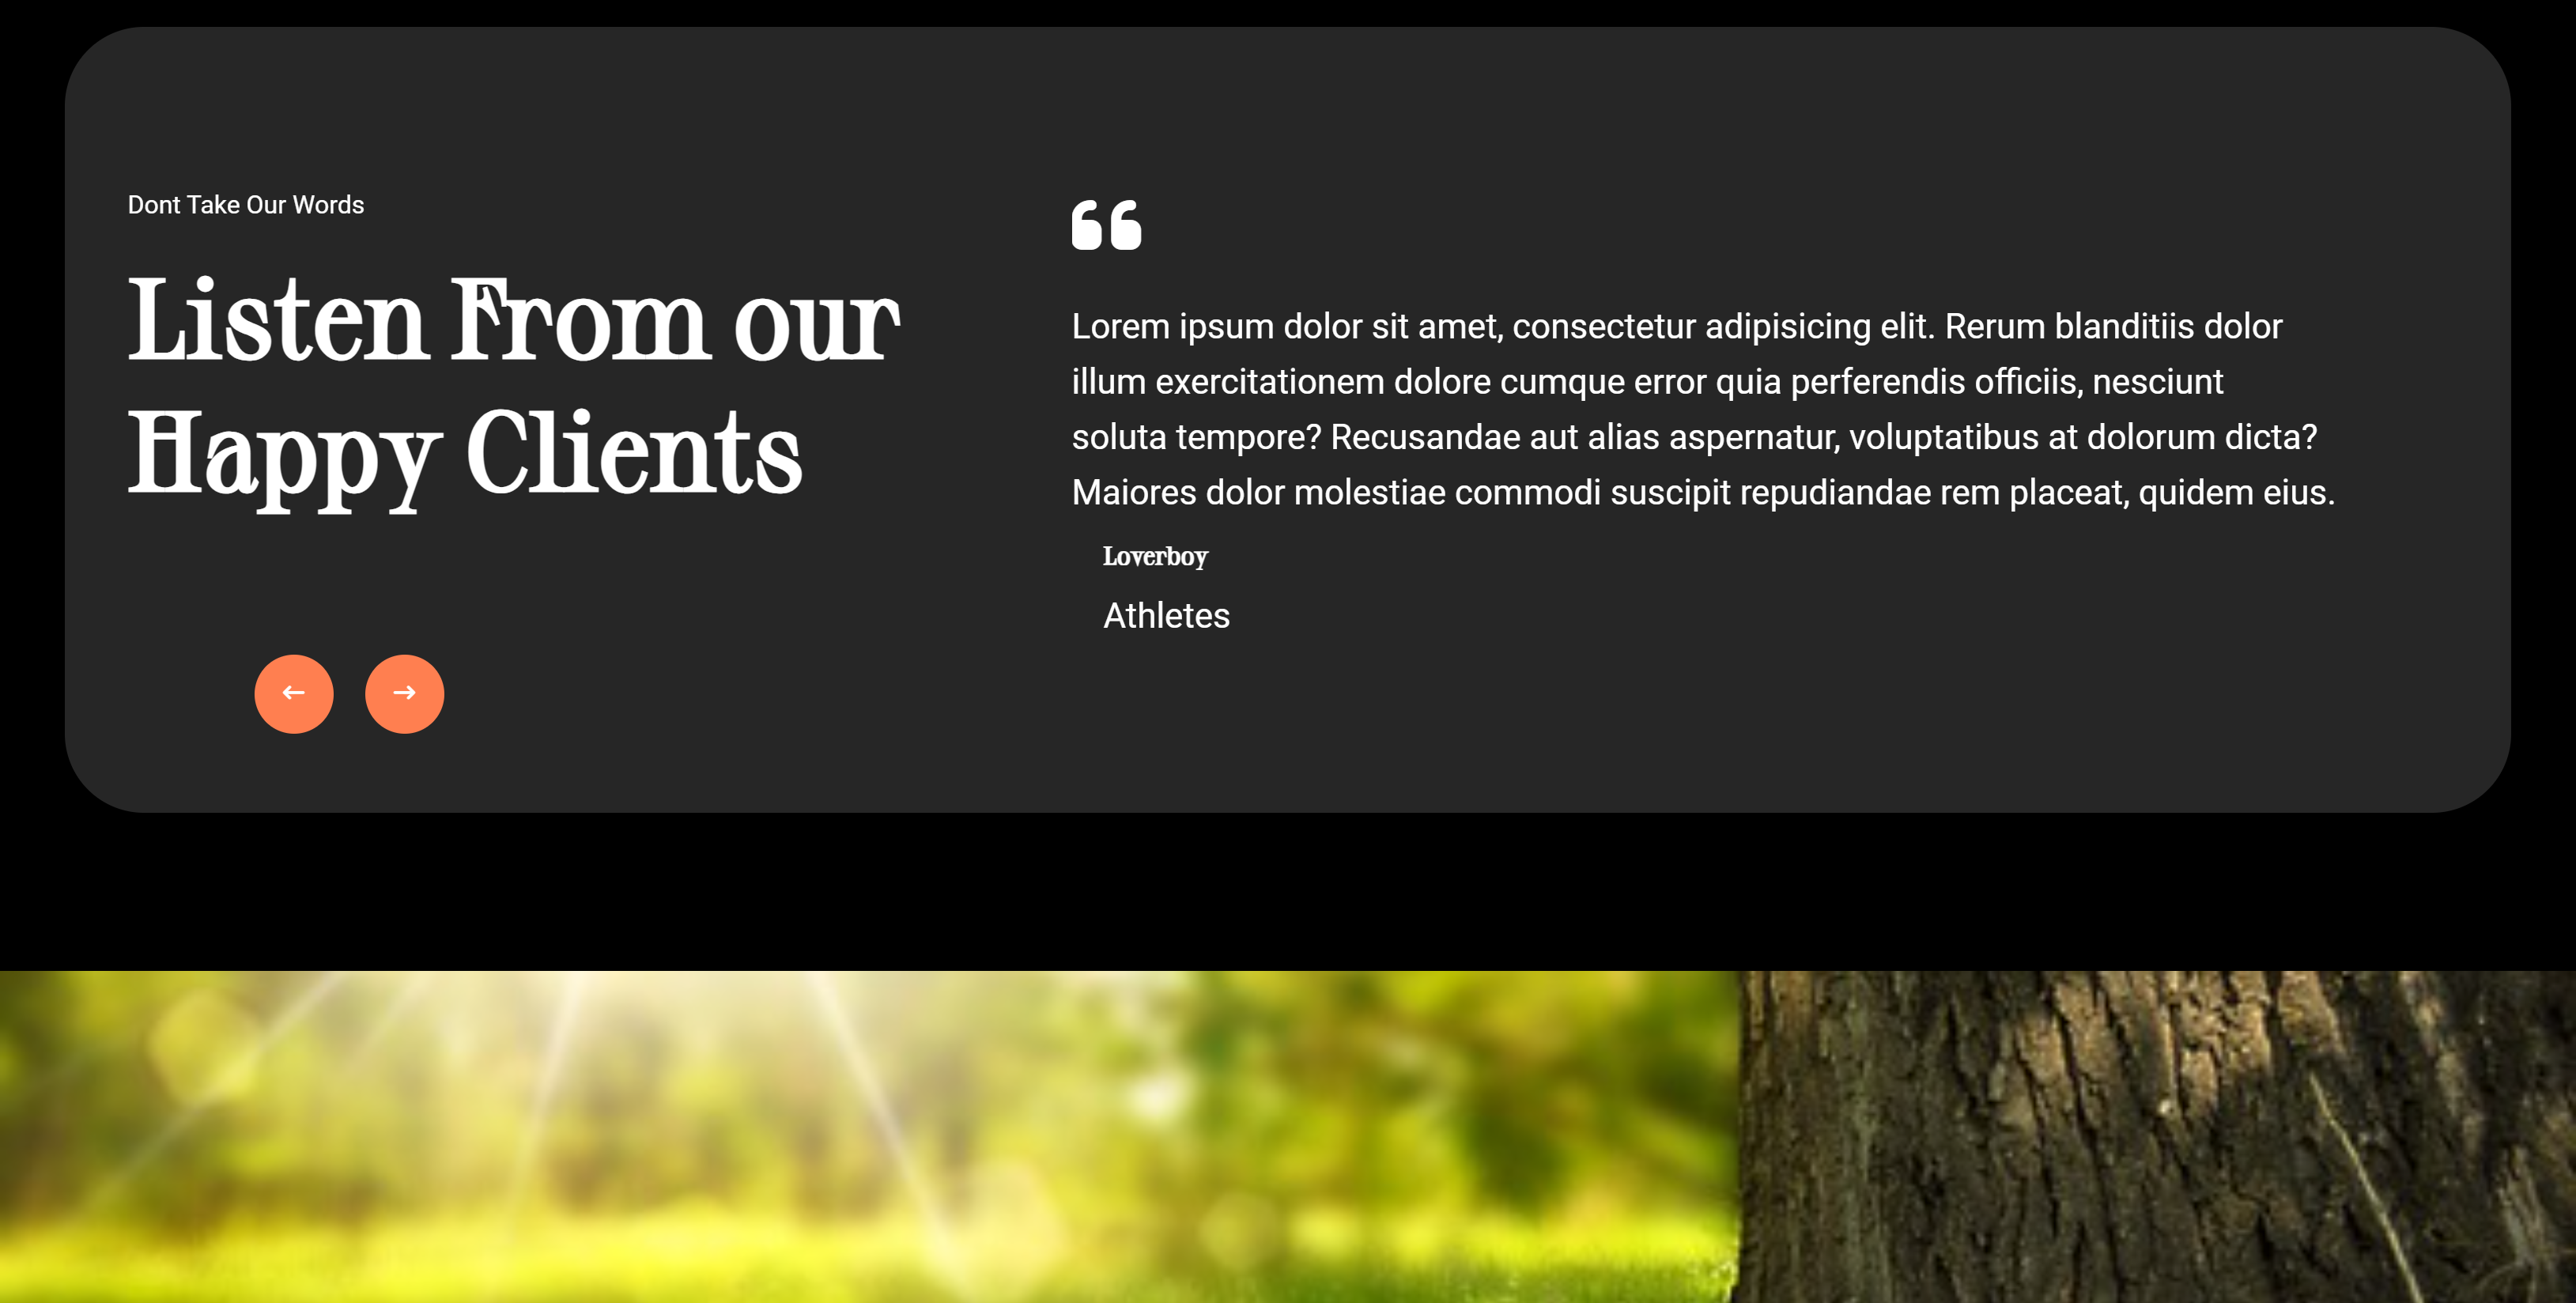 Dont Take Our Words
Listen From our
Happy Clients
Lorem ipsum dolor sit amet, consectetur adipisicing elit. Rerum blanditiis dolor
illum exercitationem dolore cumque error quia perferendis officiis, nesciunt
soluta tempore? Recusandae aut alias aspernatur, voluptatibus at dolorum dicta?
Maiores dolor molestiae commodi suscipit repudiandae rem placeat, quidem eius.
Loverboy
Athletes